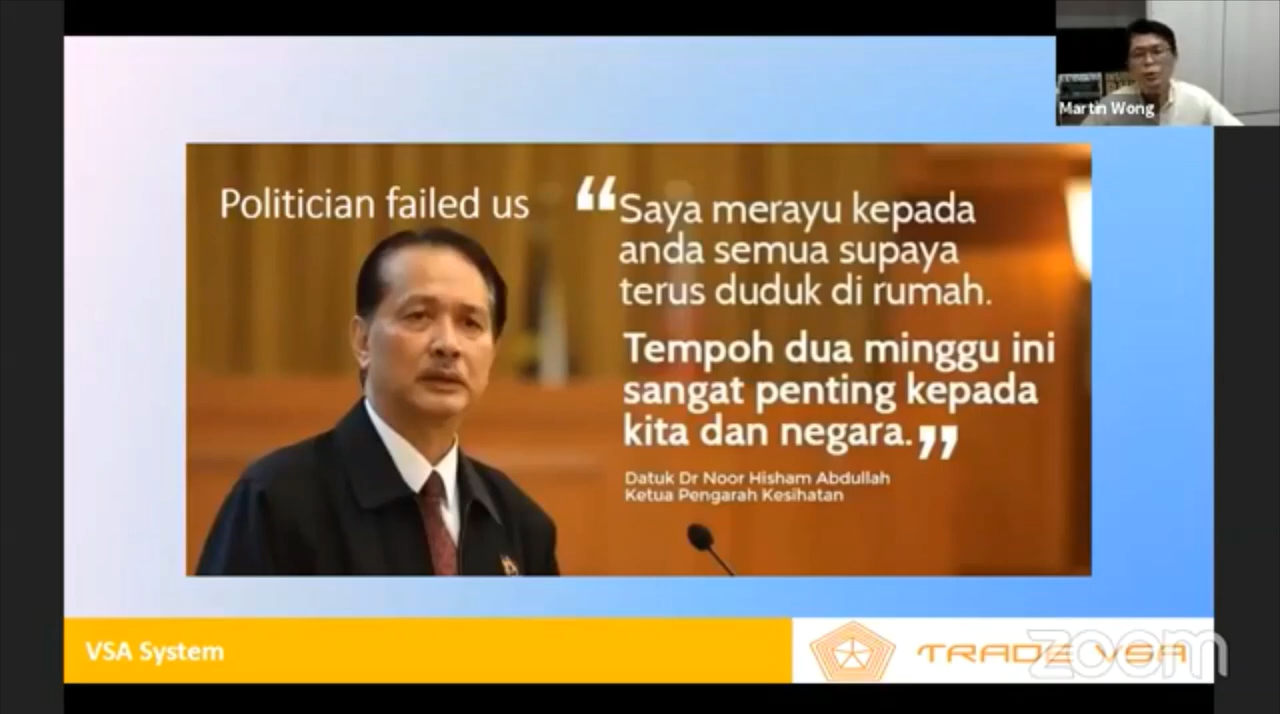 Martin Wong
Politician failed us
“Saya merayu kepada
anda semua supaya
terus duduk di rumah.
Tempoh dua minggu ini
sangat penting kepada
kita dan negara.”
Datuk Dr Noor Hisham Abdullah
Ketua Pengarah Kesihatan
VSA System
TRADE VSA
zoom